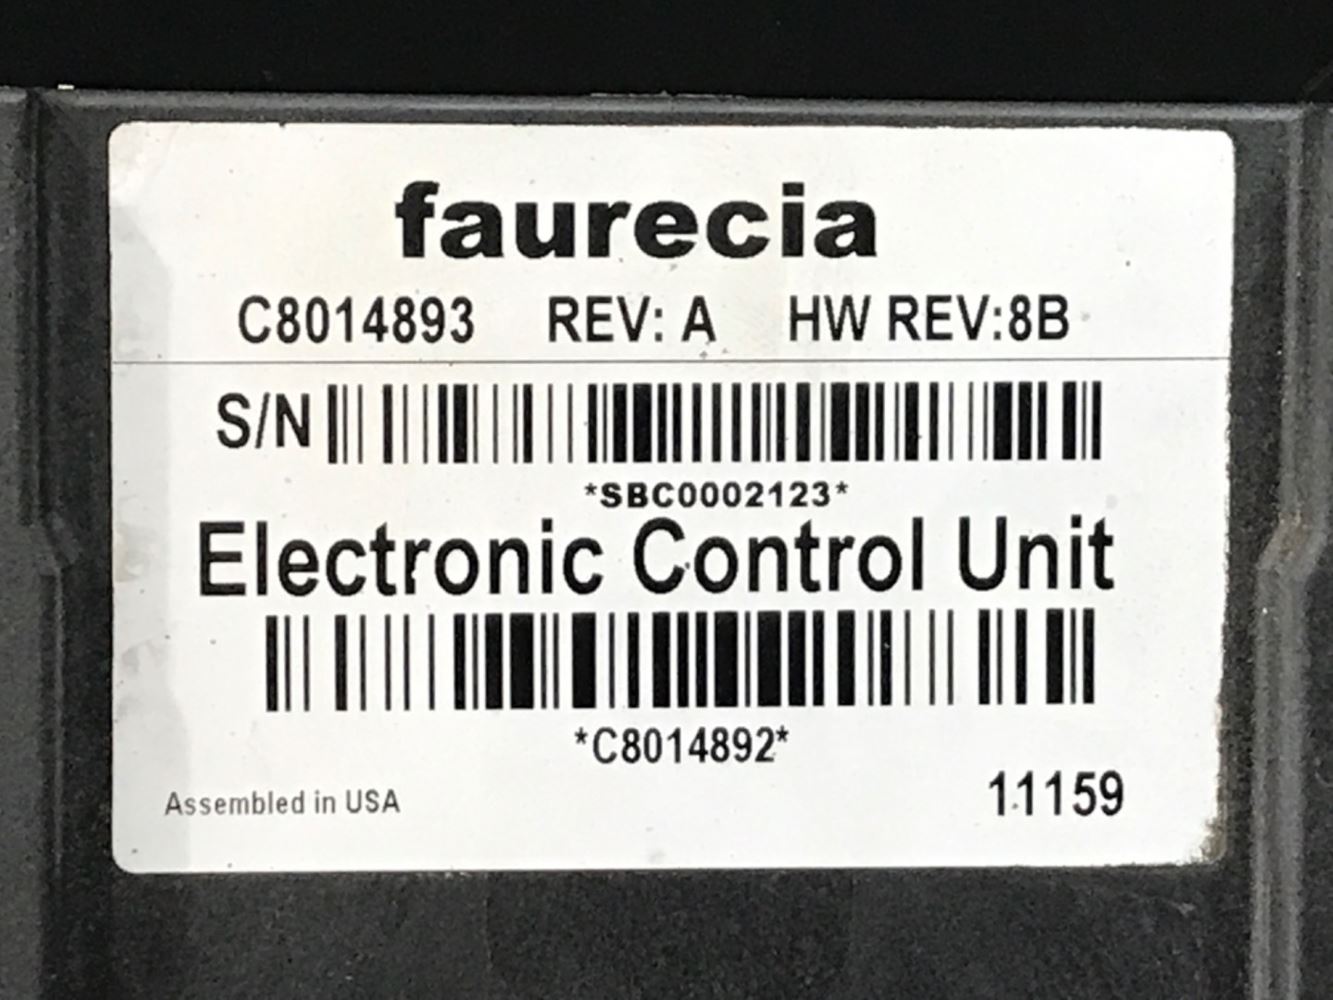 faurecia
C8014893 REV: A HW REV:8B
S/N
*SBC0002123*
Electronic Control Unit
*C8014892*
Assembled in USA
11159